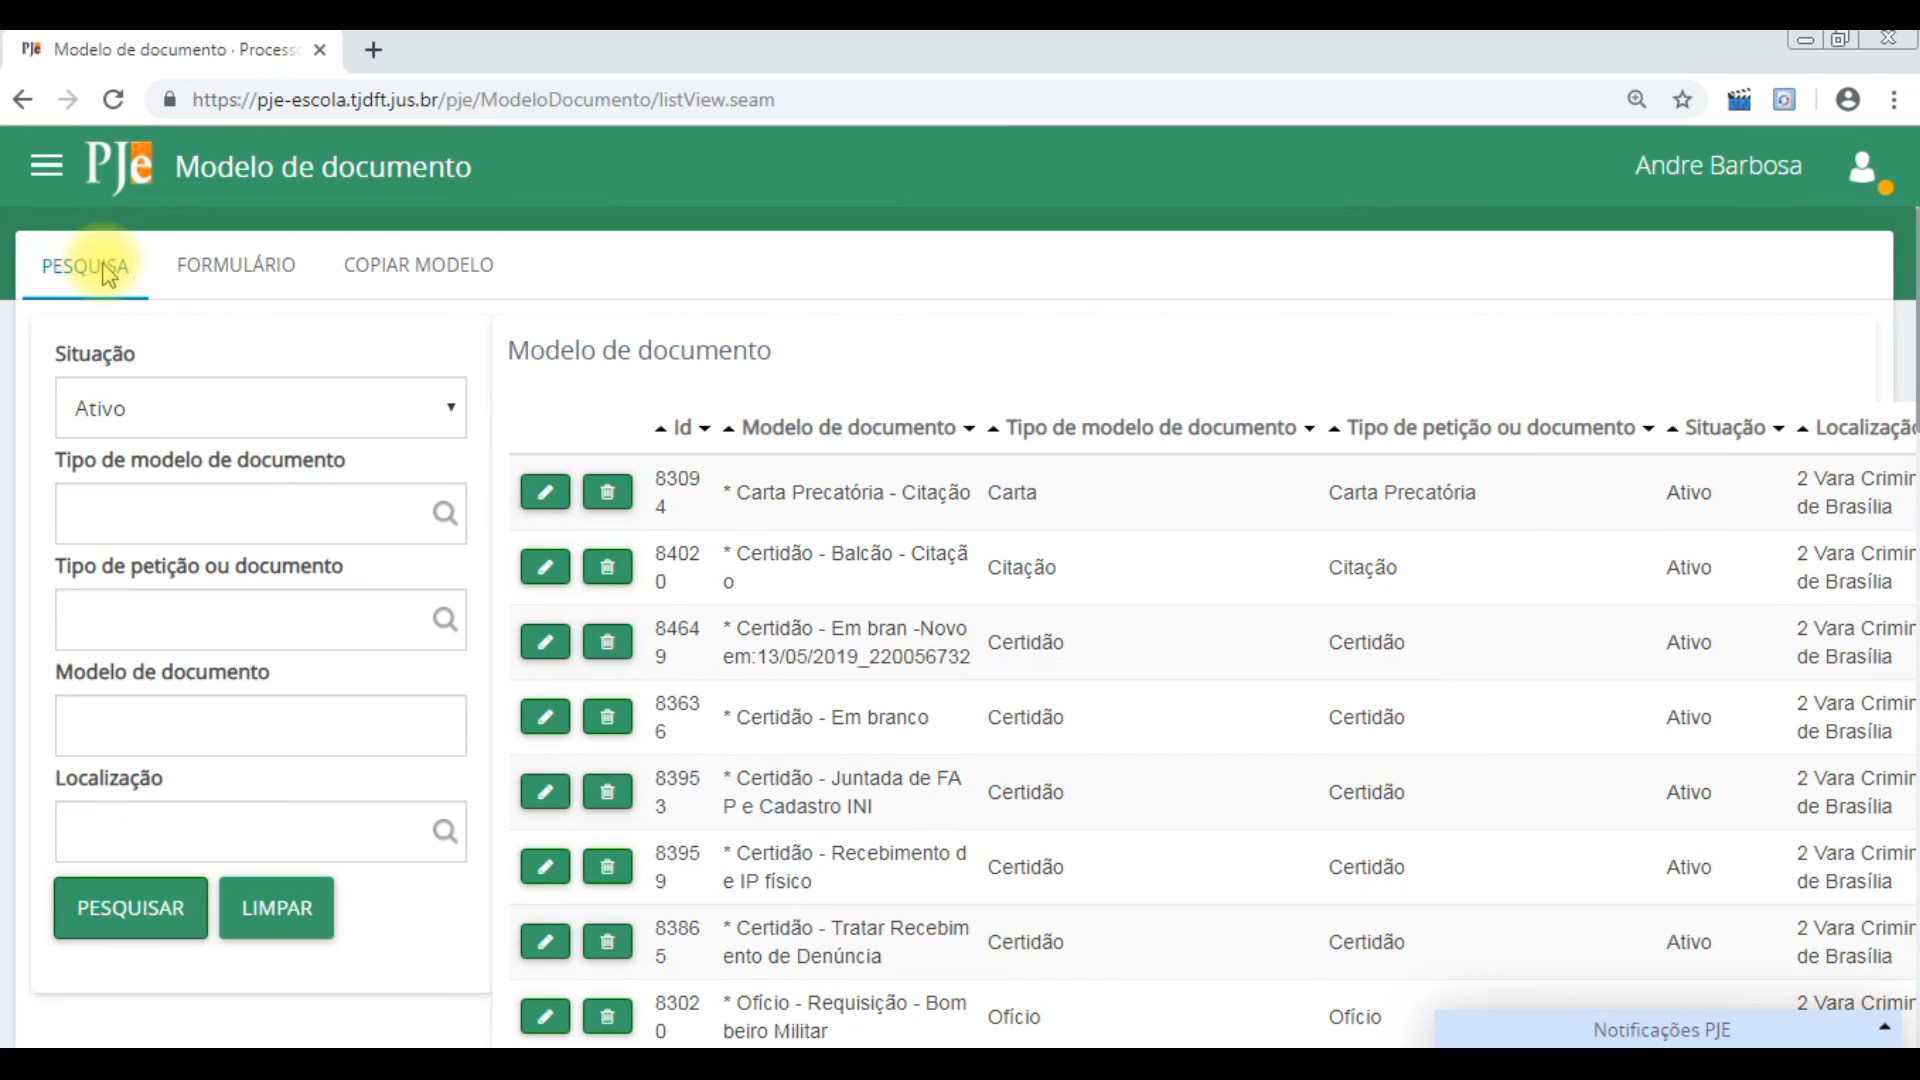 PJe Modelo de documento · Process
https://pje-escola.tjdft.jus.br/pje/ModeloDocumento/listView.seam
PJe Modelo de documento
Andre Barbosa
PESQUISA FORMULÁRIO COPIAR MODELO
Situação
Ativo
Tipo de modelo de documento
Tipo de petição ou documento
Modelo de documento
Localização
PESQUISAR LIMPAR
Modelo de documento
Id Modelo de documento Tipo de modelo de documento Tipo de petição ou documento Situação Localizaçã
8309 * Carta Precatória - Citação Carta Carta Precatória Ativo 2 Vara Crimin
4 de Brasília
8402 * Certidão - Balcão - Citaçã Citação Citação Ativo 2 Vara Crimin
0 o de Brasília
8464 * Certidão - Em bran -Novo Certidão Certidão Ativo 2 Vara Crimin
9 em:13/05/2019_220056732 de Brasília
8363 * Certidão - Em branco Certidão Certidão Ativo 2 Vara Crimin
6 de Brasília
8395 * Certidão - Juntada de FA Certidão Certidão Ativo 2 Vara Crimin
3 P e Cadastro INI de Brasília
8395 * Certidão - Recebimento d Certidão Certidão Ativo 2 Vara Crimin
9 e IP físico de Brasília
8386 * Certidão - Tratar Recebim Certidão Certidão Ativo 2 Vara Crimin
5 ento de Denúncia de Brasília
8302 * Ofício - Requisição - Bom Ofício Ofício 2 Vara Crimin
0 beiro Militar
Notificações PJE